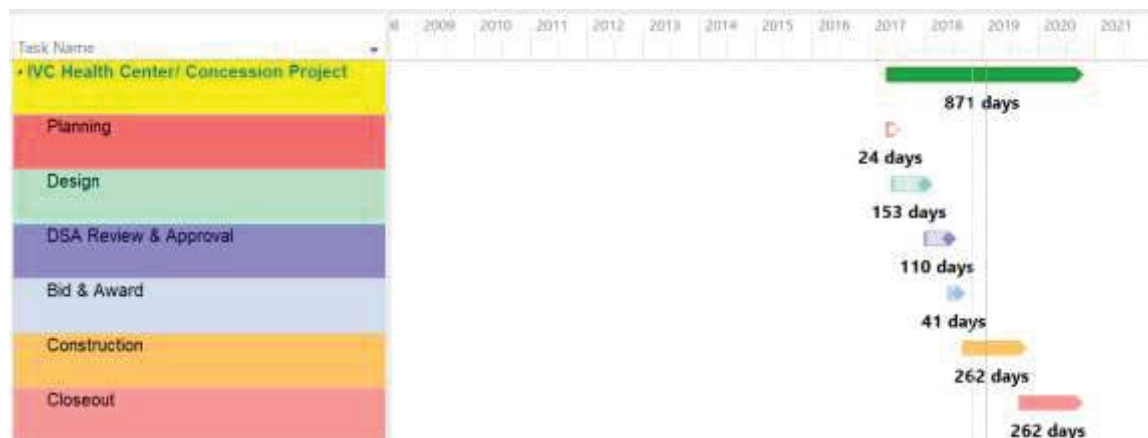 2009 2010 2011 2012 2013 2014 2015 2016 2017 2018 2019 2020 2021
Task Name
IVC Health Center/ Concession Project
871 days
Planning
24 days
Design
153 days
DSA Review & Approval
110 days
Bid & Award
41 days
Construction
262 days
Closeout
262 days